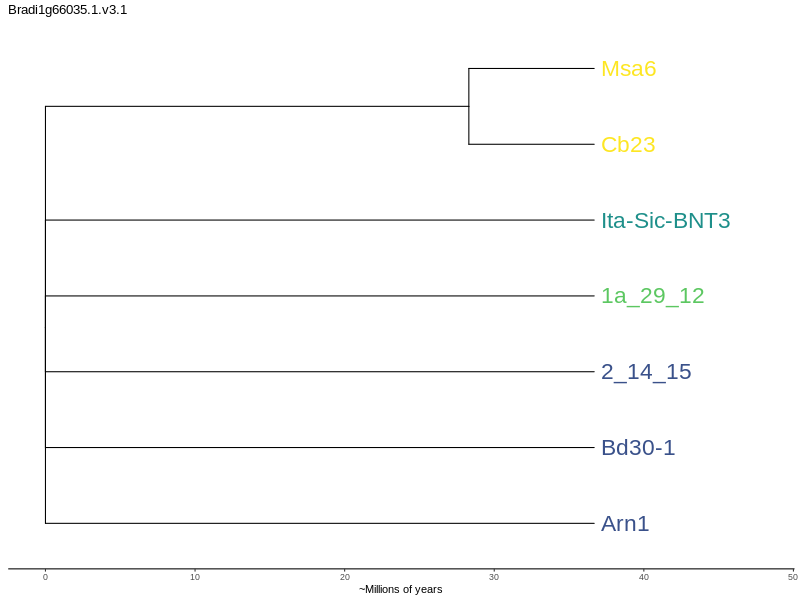 Bradi1g66035.1.v3.1
Msa6
Cb23
Ita-Sic-BNT3
1a_29_12
2_14_15
Bd30-1
Arn1
0 10 20 30 40 50
~Millions of years